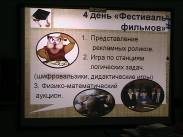 4 день «Фестиваль
фильмов»
1. Представление
рекламных роликов.
2. Игра по станциям
логических задач,
(шифровальзики, дидактические игры)
3. Физико-математический
аукцион.